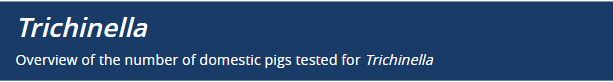 Trichinella
Overview of the number of domestic pigs tested for Trichinella